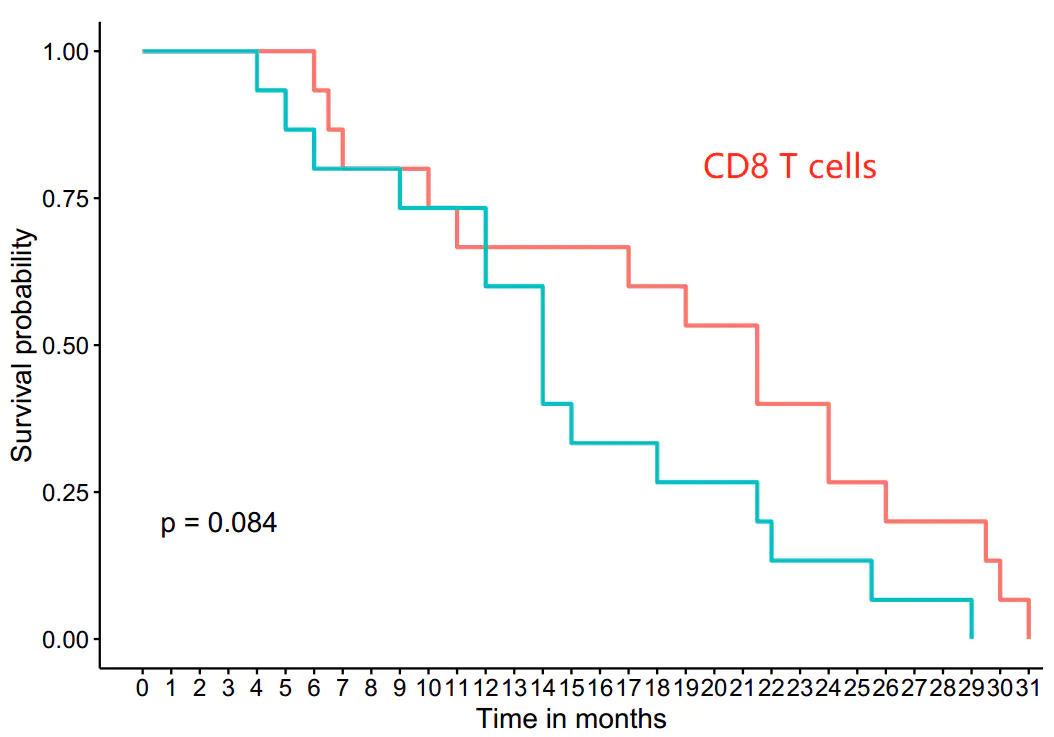 1.00
0.75
0.50
0.25
0.00
Survival probability
CD8 T cells
p = 0.084
0 1 2 3 4 5 6 7 8 9 10 11 12 13 14 15 16 17 18 19 20 21 22 23 24 25 26 27 28 29 30 31
Time in months